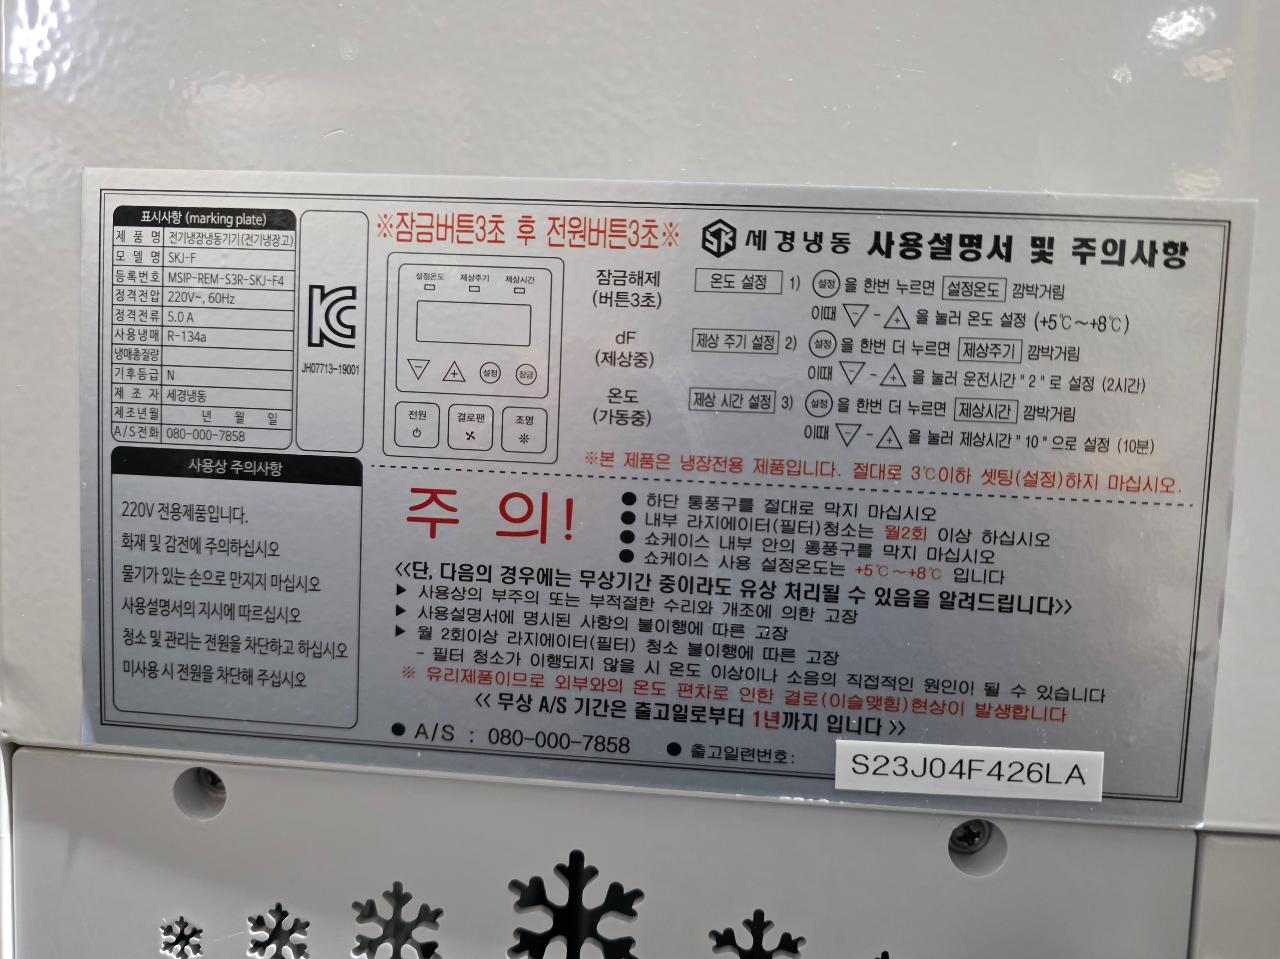 표시사항 (marking plate)
제 품 명 전기냉장냉동기기(전기냉장고)
모 델 명 SKJ-F
등록번호 MSIP-REM-S3R-SKJ-F4
정격전압 220V~, 60Hz
정격전류 5.0 A
사용냉매 R-134a
냉매총질량
기후등급 N
제 조 자 세경냉동
제조년월 년 월 일
A/S전화 080-000-7858
JH07713-19001
사용상 주의사항
220V 전용제품입니다.
화재 및 감전에 주의하십시오
물기가 있는 손으로 만지지 마십시오
사용설명서의 지시에 따르십시오
청소 및 관리는 전원을 차단하고 하십시오
미사용 시 전원을 차단해 주십시오
※잠금버튼3초 후 전원버튼3초※
설정온도 제상주기 제상시간
설정 잠금
전원 결로팬 조명
잠금해제
(버튼3초)
dF
(제상중)
온도
(가동중)
세경냉동 사용설명서 및 주의사항
온도 설정 1) 설정 을 한번 누르면 설정온도 깜박거림
이때 ▽ - △ 을 눌러 온도 설정 (+5℃~+8℃)
제상 주기 설정 2) 설정 을 한번 더 누르면 제상주기 깜박거림
이때 ▽ - △ 을 눌러 운전시간 " 2 " 로 설정 (2시간)
제상 시간 설정 3) 설정 을 한번 더 누르면 제상시간 깜박거림
이때 ▽ - △ 을 눌러 제상시간 " 10 " 으로 설정 (10분)
※본 제품은 냉장전용 제품입니다. 절대로 3℃이하 셋팅(설정)하지 마십시오.
주 의!
● 하단 통풍구를 절대로 막지 마십시오
● 내부 라지에이터(필터)청소는 월2회 이상 하십시오
● 쇼케이스 내부 안의 통풍구를 막지 마십시오
● 쇼케이스 사용 설정온도는 +5℃~+8℃ 입니다
<<단, 다음의 경우에는 무상기간 중이라도 유상 처리될 수 있음을 알려드립니다>>
▶ 사용상의 부주의 또는 부적절한 수리와 개조에 의한 고장
▶ 사용설명서에 명시된 사항의 불이행에 따른 고장
▶ 월 2회이상 라지에이터(필터) 청소 불이행에 따른 고장
- 필터 청소가 이행되지 않을 시 온도 이상이나 소음의 직접적인 원인이 될 수 있습니다
※ 유리제품이므로 외부와의 온도 편차로 인한 결로(이슬맺힘)현상이 발생합니다
<< 무상 A/S 기간은 출고일로부터 1년까지 입니다 >>
● A/S : 080-000-7858 ● 출고일련번호: S23J04F426LA